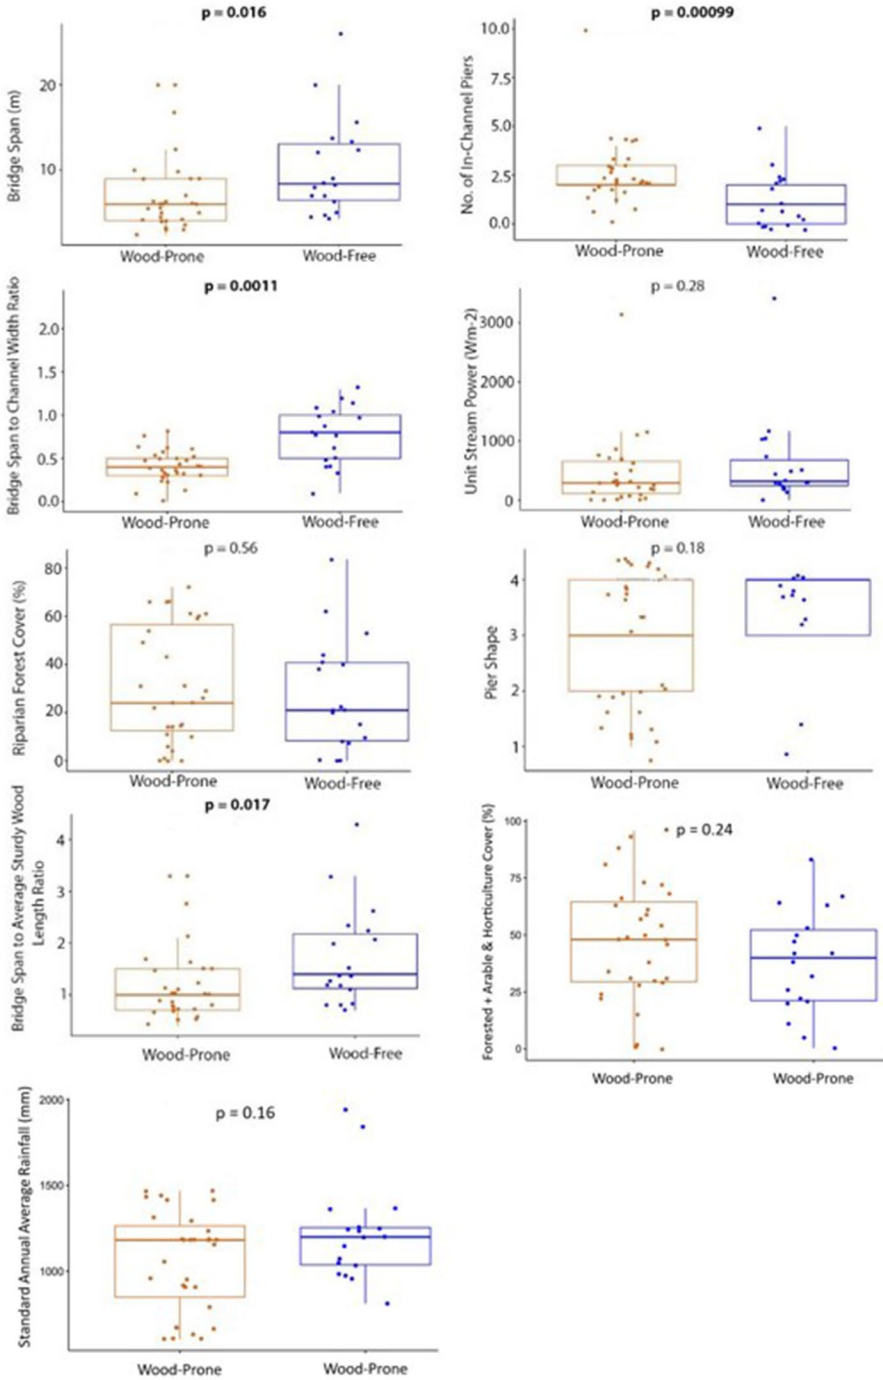 p = 0.016
Bridge Span (m)
20
10
Wood-Prone
Wood-Free
p = 0.00099
No. of In-Channel Piers
10.0
7.5
5.0
2.5
0.0
Wood-Prone
Wood-Free
p = 0.0011
Bridge Span to Channel Width Ratio
2.0
1.5
1.0
0.5
0.0
Wood-Prone
Wood-Free
p = 0.28
Unit Stream Power (Wm-2)
3000
2000
1000
0
Wood-Prone
Wood-Free
p = 0.56
Riparian Forest Cover (%)
80
60
40
20
0
Wood-Prone
Wood-Free
p = 0.18
Pier Shape
4
3
2
1
Wood-Prone
Wood-Free
p = 0.017
Bridge Span to Average Sturdy Wood
Length Ratio
4
3
2
1
Wood-Prone
Wood-Free
p = 0.24
Forested + Arable & Horticulture Cover (%)
100
75
50
25
0
Wood-Prone
Wood-Prone
p = 0.16
Standard Annual Average Rainfall (mm)
2000
1500
1000
Wood-Prone
Wood-Prone